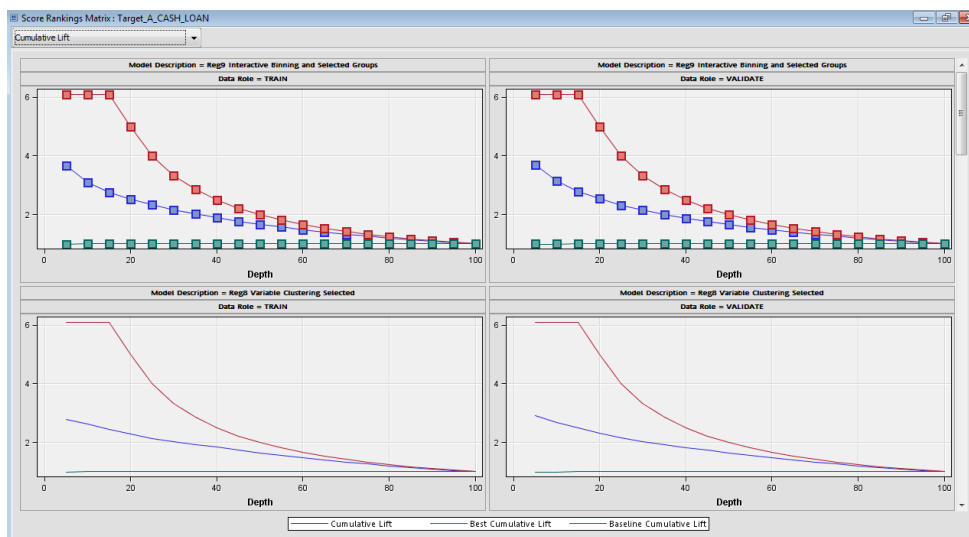 Score Rankings Matrix : Target_A_CASH_LOAN
Cumulative Lift
Model Description = Reg9 Interactive Binning and Selected Groups
Data Role = TRAIN
6
4
2
0 20 40 60 80 100
Depth
Model Description = Reg9 Interactive Binning and Selected Groups
Data Role = VALIDATE
6
4
2
0 20 40 60 80 100
Depth
Model Description = Reg8 Variable Clustering Selected
Data Role = TRAIN
6
4
2
0 20 40 60 80 100
Depth
Model Description = Reg8 Variable Clustering Selected
Data Role = VALIDATE
6
4
2
0 20 40 60 80 100
Depth
Cumulative Lift Best Cumulative Lift Baseline Cumulative Lift